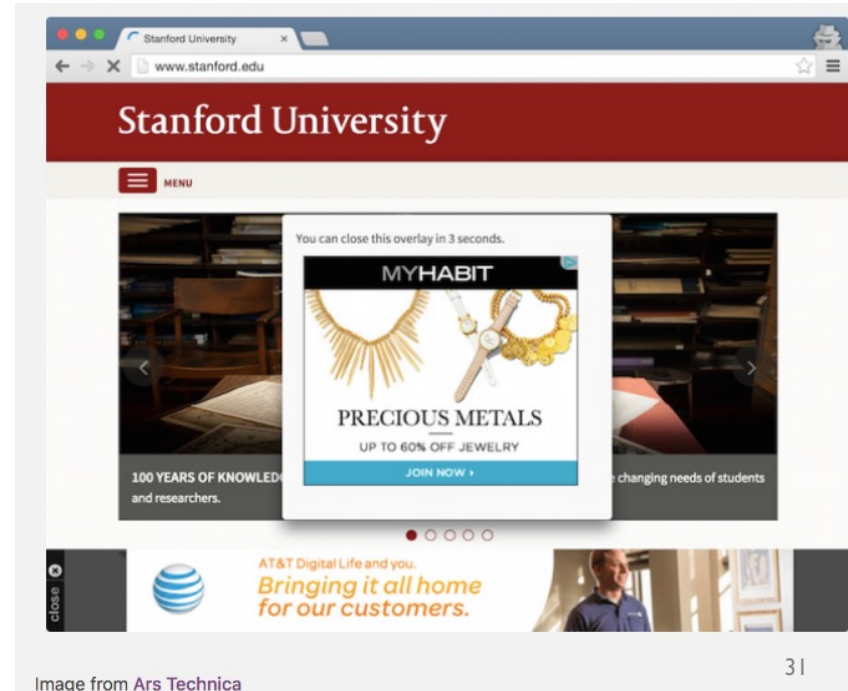 Stanford University
www.stanford.edu
Stanford University
MENU
You can close this overlay in 3 seconds.
MYHABIT
PRECIOUS METALS
UP TO 60% OFF JEWELRY
JOIN NOW ›
100 YEARS OF KNOWLED changing needs of students
and researchers.
close
AT&T Digital Life and you.
Bringing it all home
for our customers.
31
Image from Ars Technica